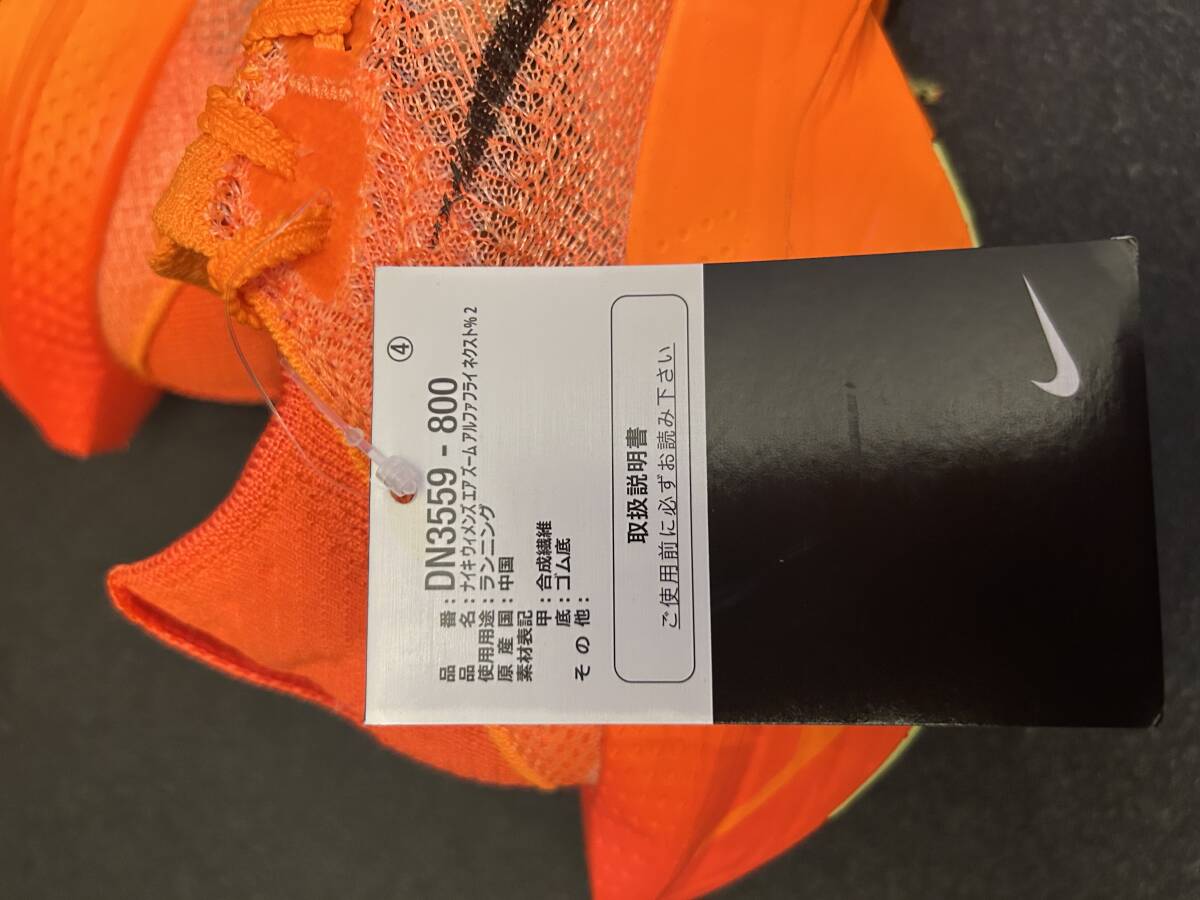 ④
品番：DN3559 - 800
品名：ナイキ ウィメンズ エア ズーム アルファフライ ネクスト% 2
使用用途：ランニング
原産国：中国
素材表記
甲：合成繊維
底：ゴム底
その他：
取扱説明書
ご使用前に必ずお読み下さい